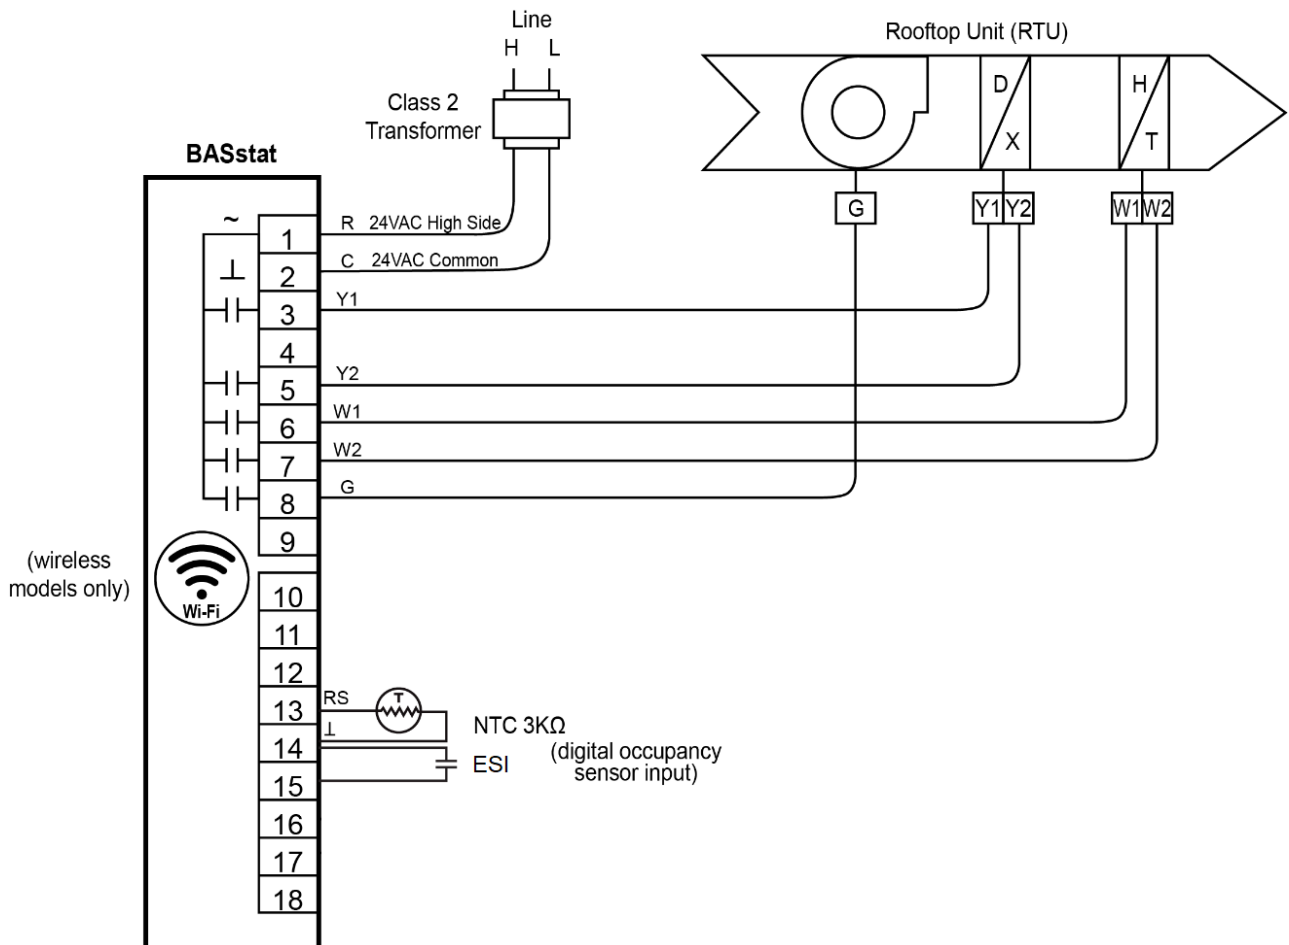 Line
H L
Rooftop Unit (RTU)
Class 2
Transformer
D
X
H
T
BASstat
G
Y1 Y2
W1 W2
~
1
R 24VAC High Side
⊥
2
C 24VAC Common
3
Y1
4
5
Y2
6
W1
7
W2
8
G
9
(wireless
models only)
Wi-Fi
10
11
12
13
RS
T
⊥
NTC 3KΩ
14
ESI
(digital occupancy
sensor input)
15
16
17
18